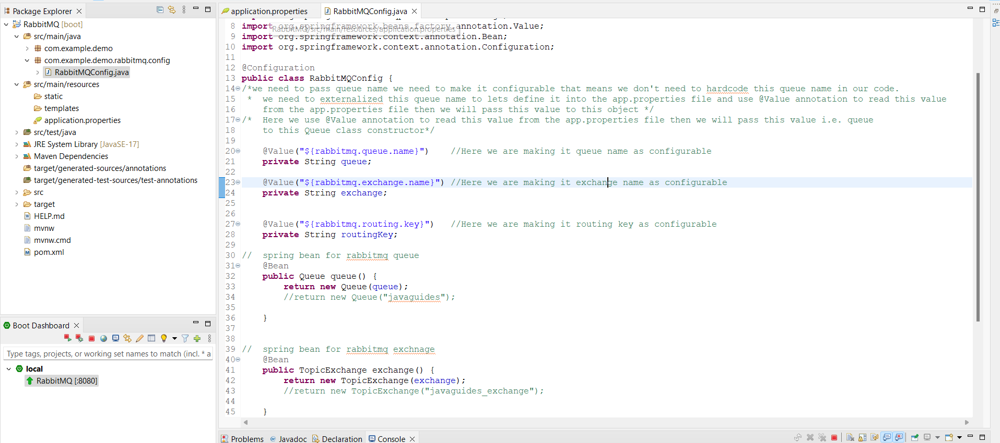 Package Explorer
RabbitMQ [boot]
src/main/java
com.example.demo
com.example.demo.rabbitmq.config
RabbitMQConfig.java
src/main/resources
static
templates
application.properties
src/test/java
JRE System Library [JavaSE-17]
Maven Dependencies
target/generated-sources/annotations
target/generated-test-sources/test-annotations
src
target
HELP.md
mvnw
mvnw.cmd
pom.xml
Boot Dashboard
Type tags, projects, or working set names to match (incl. * a
local
RabbitMQ [:8080]
application.properties
RabbitMQConfig.java
8 import org.springframework.beans.factory.annotation.Value;
RabbitMQ/src/main/resources/application.properties
9 import org.springframework.context.annotation.Bean;
10 import org.springframework.context.annotation.Configuration;
11
12 @Configuration
13 public class RabbitMQConfig {
14 /*we need to pass queue name we need to make it configurable that means we don't need to hardcode this queue name in our code.
15 * we need to externalized this queue name to lets define it into the app.properties file and use @Value annotation to read this value
16 from the app.properties file then we will pass this value to this object */
17 /* Here we use @Value annotation to read this value from the app.properties file then we will pass this value i.e. queue
18 to this Queue class constructor*/
19
20 @Value("${rabbitmq.queue.name}") //Here we are making it queue name as configurable
21 private String queue;
22
23 @Value("${rabbitmq.exchange.name}") //Here we are making it exchange name as configurable
24 private String exchange;
25
26
27 @Value("${rabbitmq.routing.key}") //Here we are making it routing key as configurable
28 private String routingKey;
29
30 // spring bean for rabbitmq queue
31 @Bean
32 public Queue queue() {
33 return new Queue(queue);
34 //return new Queue("javaguides");
35
36 }
37
38
39 // spring bean for rabbitmq exchnage
40 @Bean
41 public TopicExchange exchange() {
42 return new TopicExchange(exchange);
43 //return new TopicExchange("javaguides_exchange");
44
45 }
Problems @ Javadoc Declaration Console